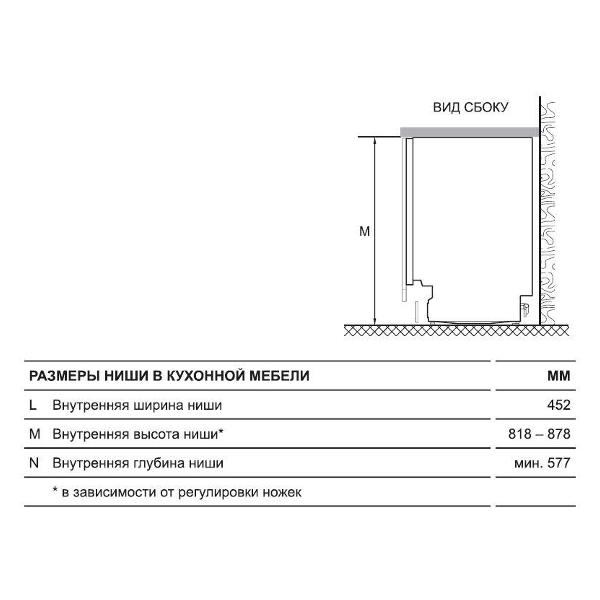 ВИД СБОКУ
M
РАЗМЕРЫ НИШИ В КУХОННОЙ МЕБЕЛИ ММ
L Внутренняя ширина ниши 452
M Внутренняя высота ниши* 818 – 878
N Внутренняя глубина ниши мин. 577
* в зависимости от регулировки ножек